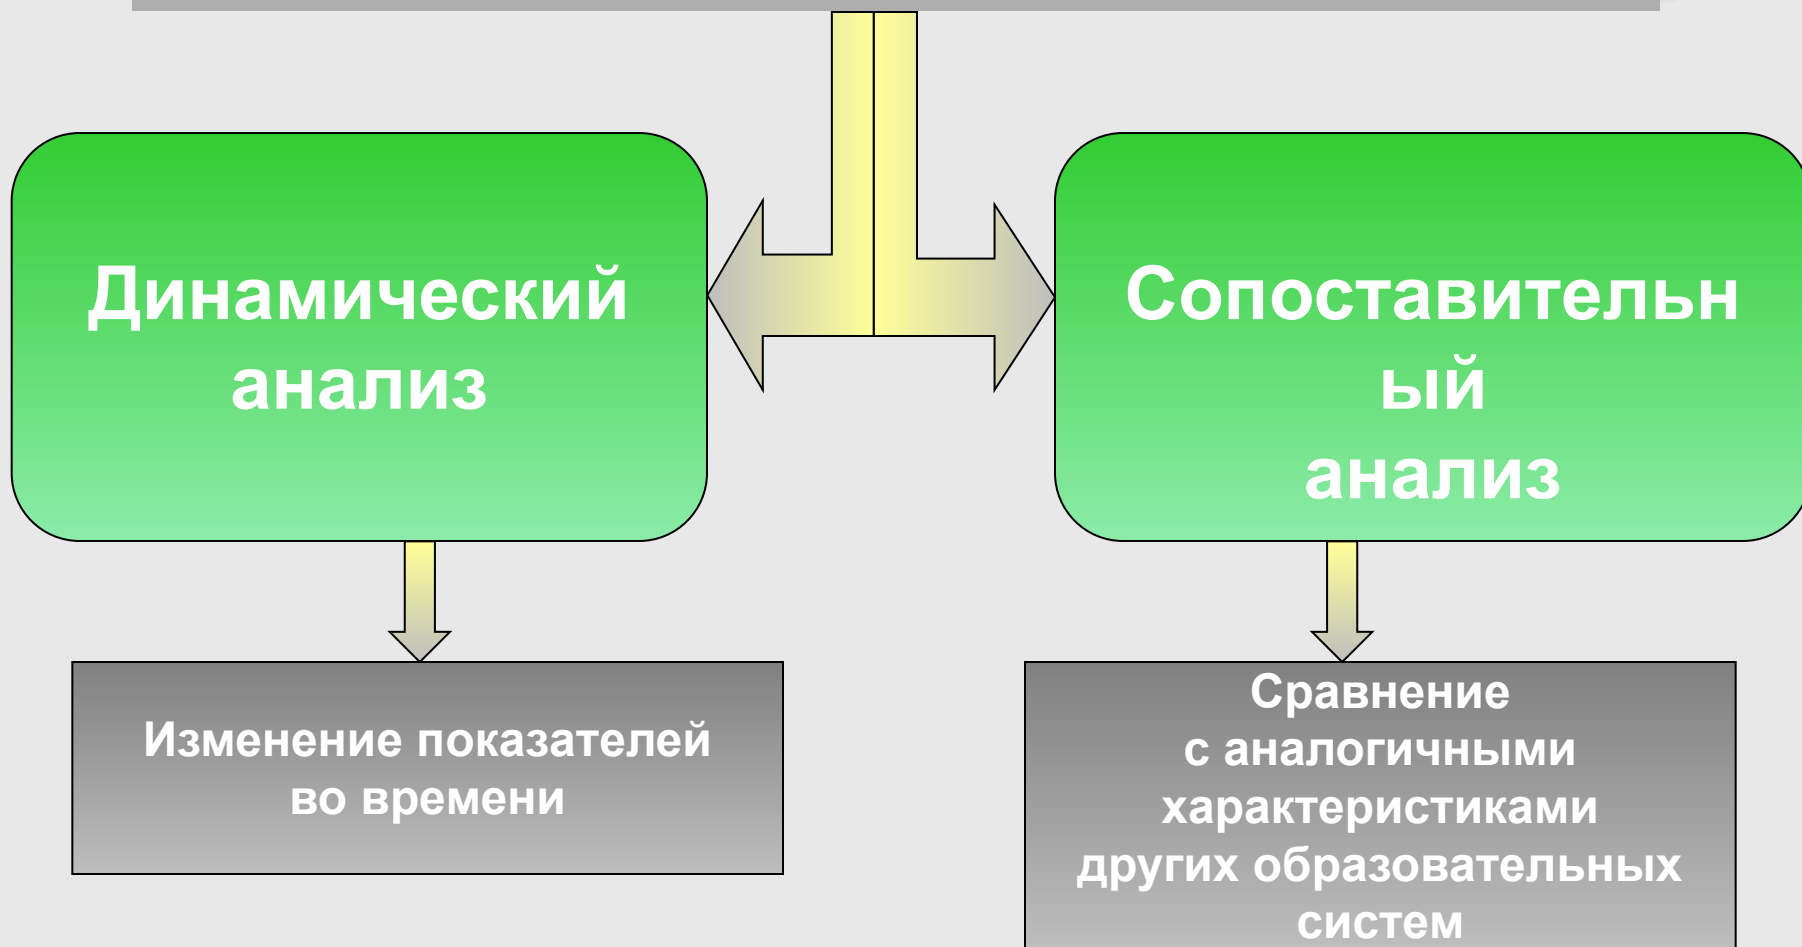 Динамический
анализ
Сопоставительн
ый
анализ
Изменение показателей
во времени
Сравнение
с аналогичными
характеристиками
других образовательных
систем